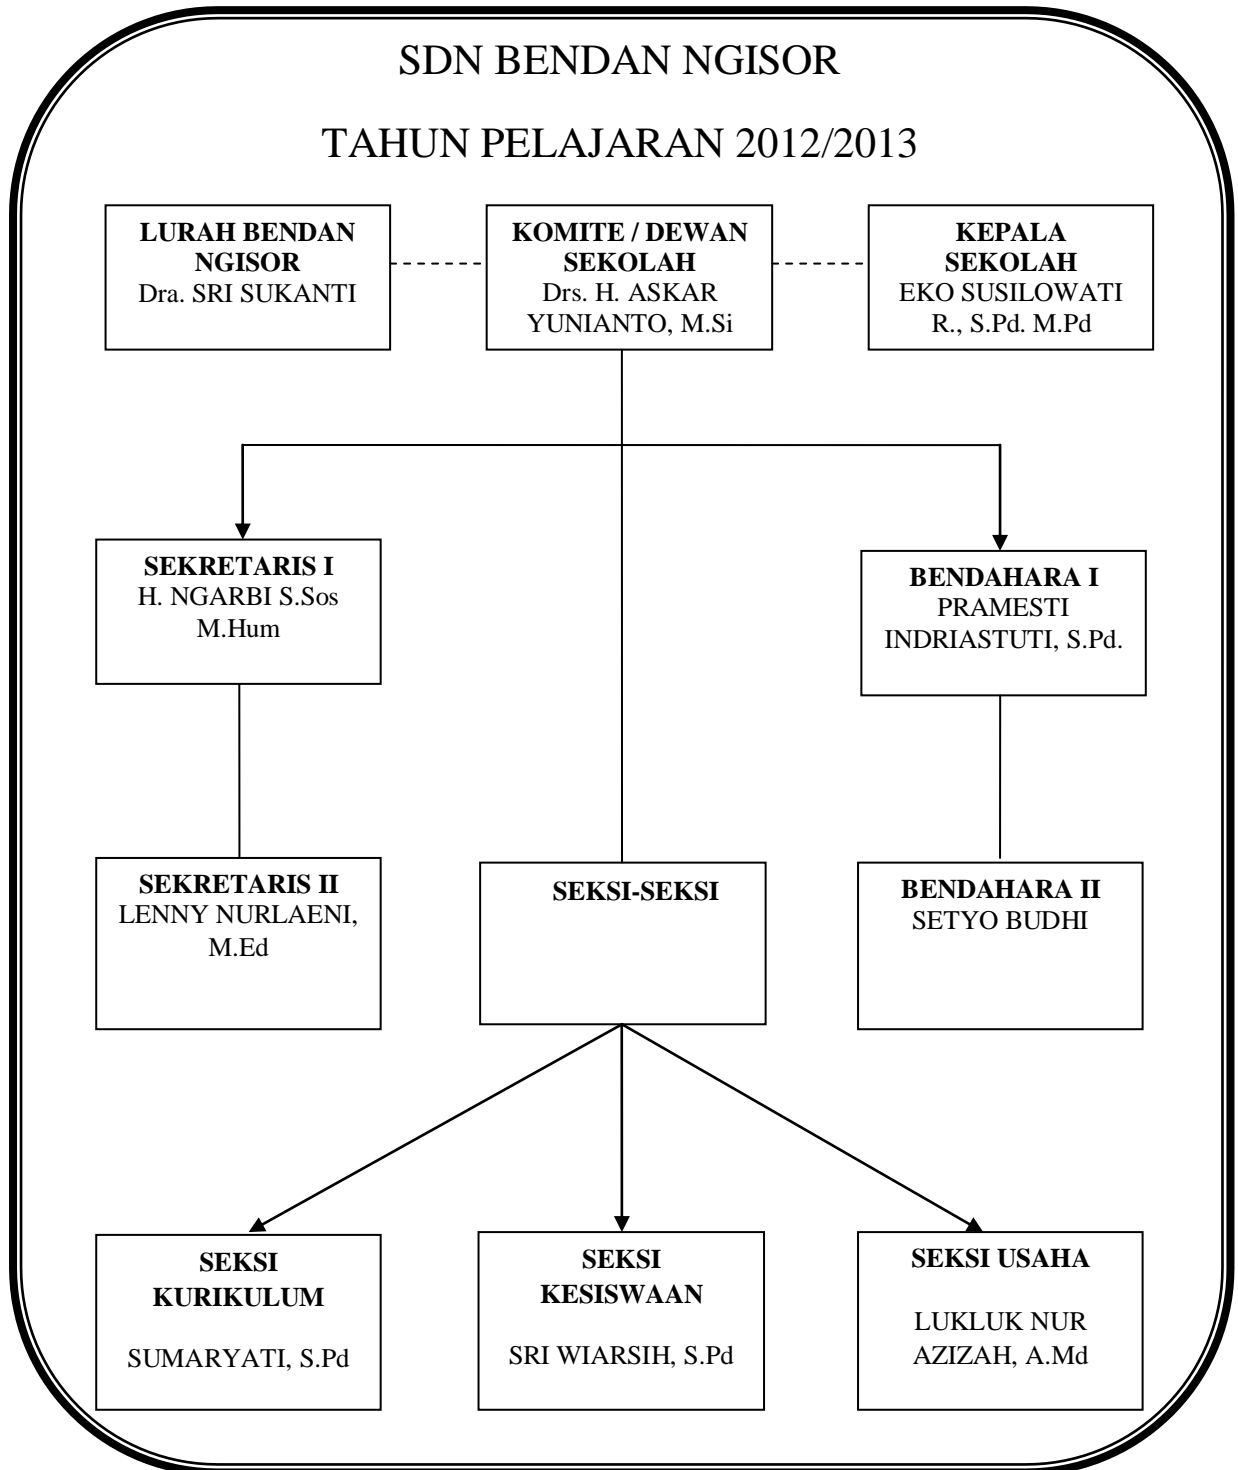 SDN BENDAN NGISOR
TAHUN PELAJARAN 2012/2013
LURAH BENDAN
NGISOR
Dra. SRI SUKANTI
KOMITE / DEWAN
SEKOLAH
Drs. H. ASKAR
YUNIANTO, M.Si
KEPALA
SEKOLAH
EKO SUSILOWATI
R., S.Pd. M.Pd
SEKRETARIS I
H. NGARBI S.Sos
M.Hum
BENDAHARA I
PRAMESTI
INDRIASTUTI, S.Pd.
SEKRETARIS II
LENNY NURLAENI,
M.Ed
SEKSI-SEKSI
BENDAHARA II
SETYO BUDHI
SEKSI
KURIKULUM
SUMARYATI, S.Pd
SEKSI
KESISWAAN
SRI WIARSIH, S.Pd
SEKSI USAHA
LUKLUK NUR
AZIZAH, A.Md